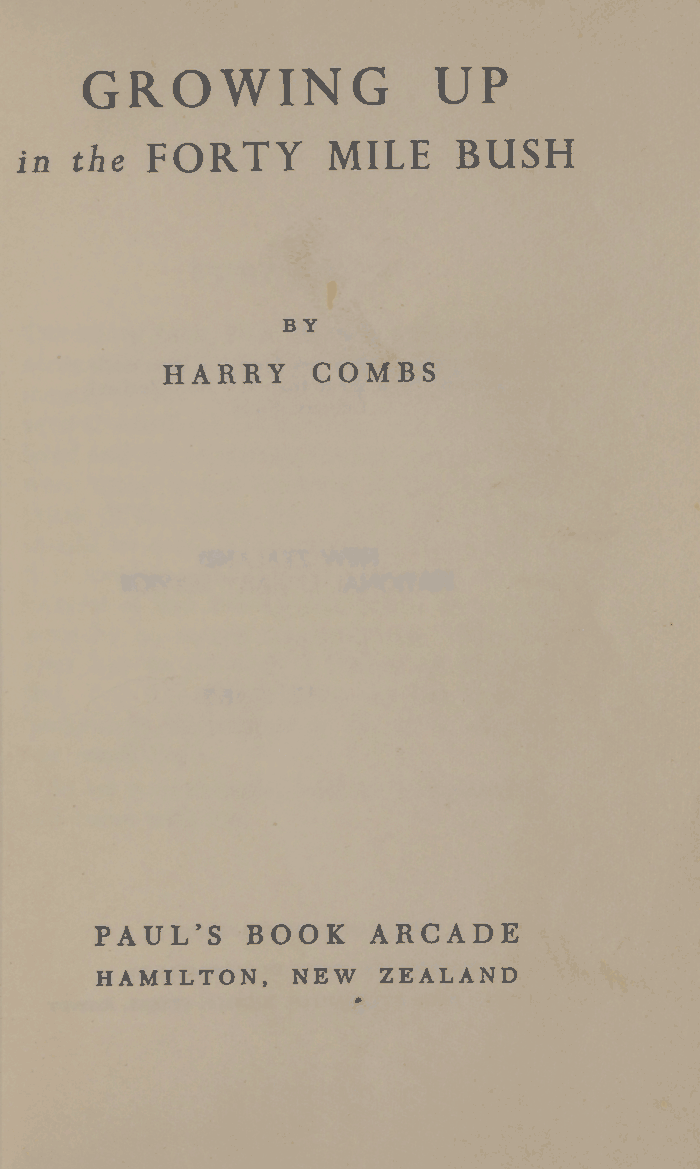 GROWING UP
in the FORTY MILE BUSH
BY
HARRY COMBS
PAUL'S BOOK ARCADE
HAMILTON, NEW ZEALAND